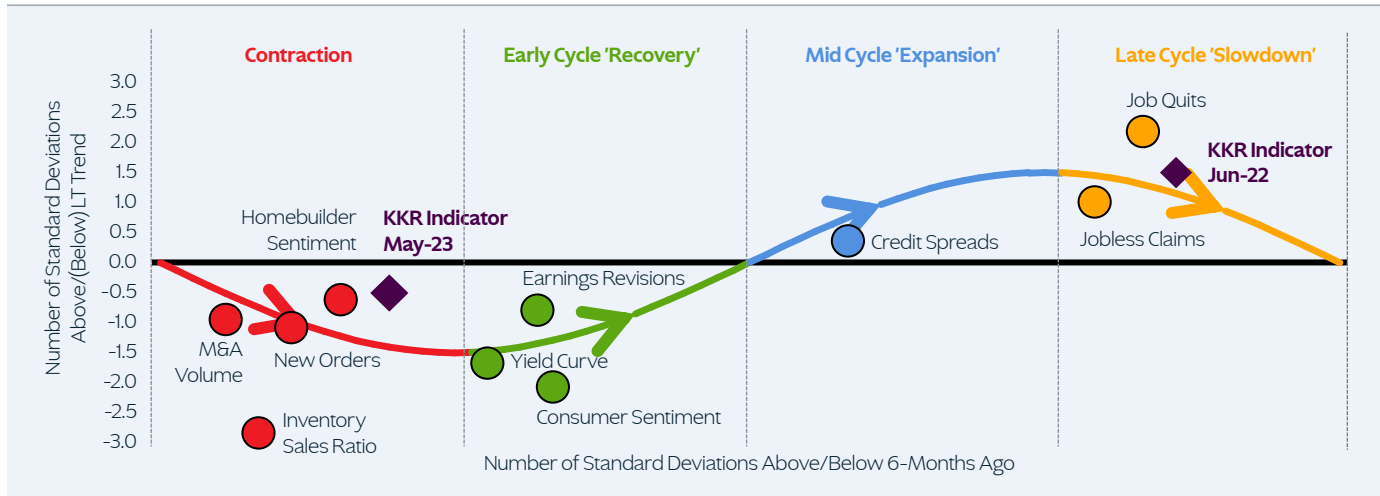 Contraction
Early Cycle 'Recovery'
Mid Cycle 'Expansion'
Late Cycle 'Slowdown'
Number of Standard Deviations
Above/(Below) LT Trend
3.0
2.5
2.0
1.5
1.0
0.5
0.0
-0.5
-1.0
-1.5
-2.0
-2.5
-3.0
Homebuilder
Sentiment
KKR Indicator
May-23
M&A
Volume
New Orders
Inventory
Sales Ratio
Earnings Revisions
Yield Curve
Consumer Sentiment
Credit Spreads
Job Quits
KKR Indicator
Jun-22
Jobless Claims
Number of Standard Deviations Above/Below 6-Months Ago